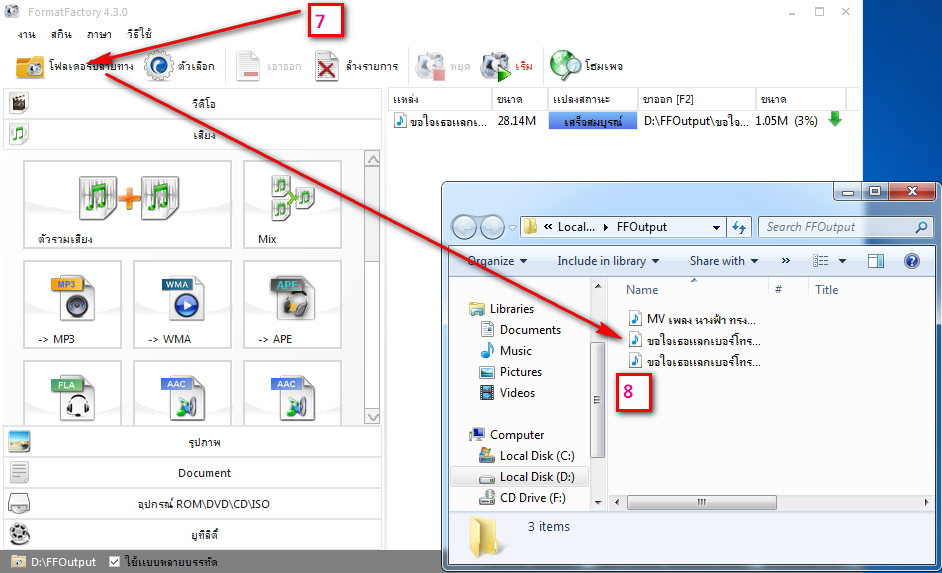 FormatFactory 4.3.0
7
งาน สกิน ภาษา วิธีใช้
โฟลเดอร์ปลายทาง ตัวเลือก เอาออก ล้างรายการ หยุด เริ่ม โฮมเพจ
วีดีโอ
เสียง
ตัวรวมเสียง Mix
MP3 WMA APE
-> MP3 -> WMA -> APE
FLA AAC AAC
รูปภาพ
Document
อุปกรณ์ ROM\DVD\CD\ISO
ยูทิลิตี้
D:\FFOutput ใช้แบบหลายบรรทัด
แหล่ง ขนาด แปลงสถานะ ขาออก [F2] ขนาด
ขอใจเธอแลกเ... 28.14M เสร็จสมบูรณ์ D:\FFOutput\ขอใจ... 1.05M (3%)
« Local... FFOutput Search FFOutput
Organize Include in library Share with »
Name # Title
Libraries
Documents
Music
Pictures
Videos
Computer
Local Disk (C:)
Local Disk (D:)
CD Drive (F:)
MV เพลง นางฟ้า ทรง...
ขอใจเธอแลกเบอร์โทร...
ขอใจเธอแลกเบอร์โทร...
8
3 items